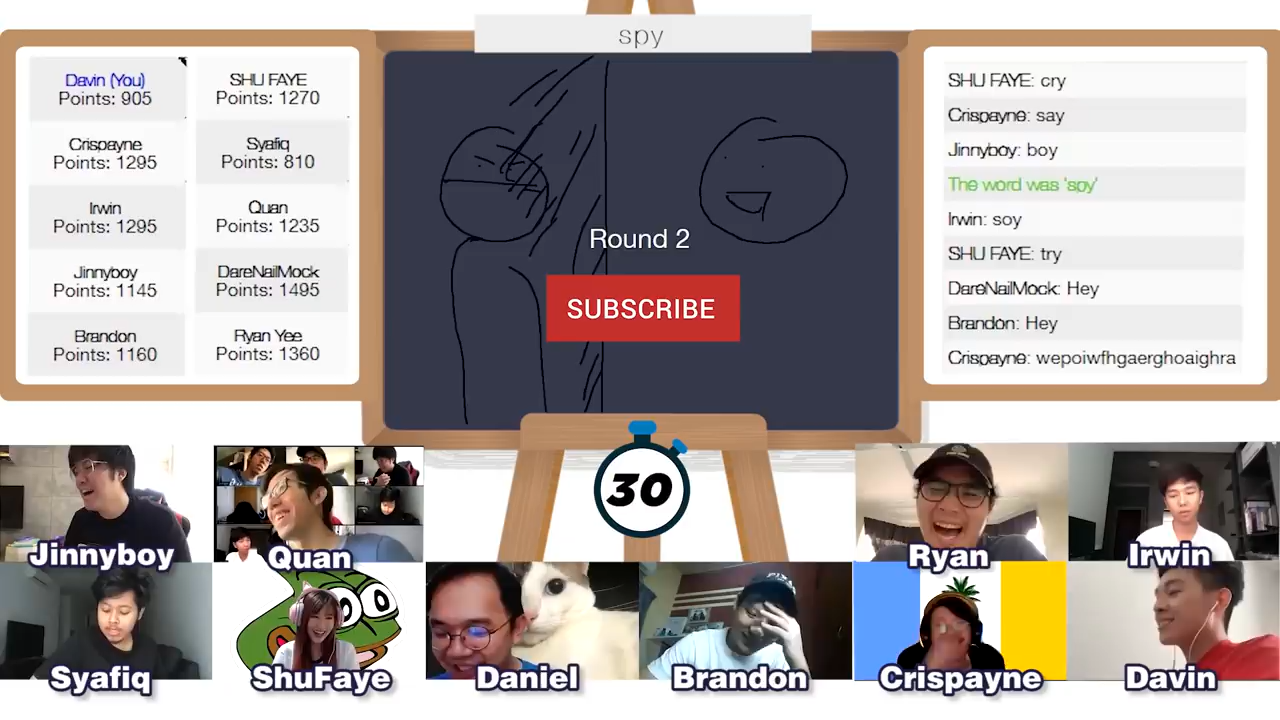 spy
Davin (You)
Points: 905
SHU FAYE
Points: 1270
Crispayne
Points: 1295
Syafiq
Points: 810
Irwin
Points: 1295
Quan
Points: 1235
Jinnyboy
Points: 1145
DareNailMock
Points: 1495
Brandon
Points: 1160
Ryan Yee
Points: 1360
Round 2
SUBSCRIBE
SHU FAYE: cry
Crispayne: say
Jinnyboy: boy
The word was 'spy'
Irwin: soy
SHU FAYE: try
DareNailMock: Hey
Brandon: Hey
Crispayne: wepoiwfhgaerghoaighra
30
Jinnyboy
Quan
Ryan
Irwin
Syafiq
ShuFaye
Daniel
Brandon
Crispayne
Davin